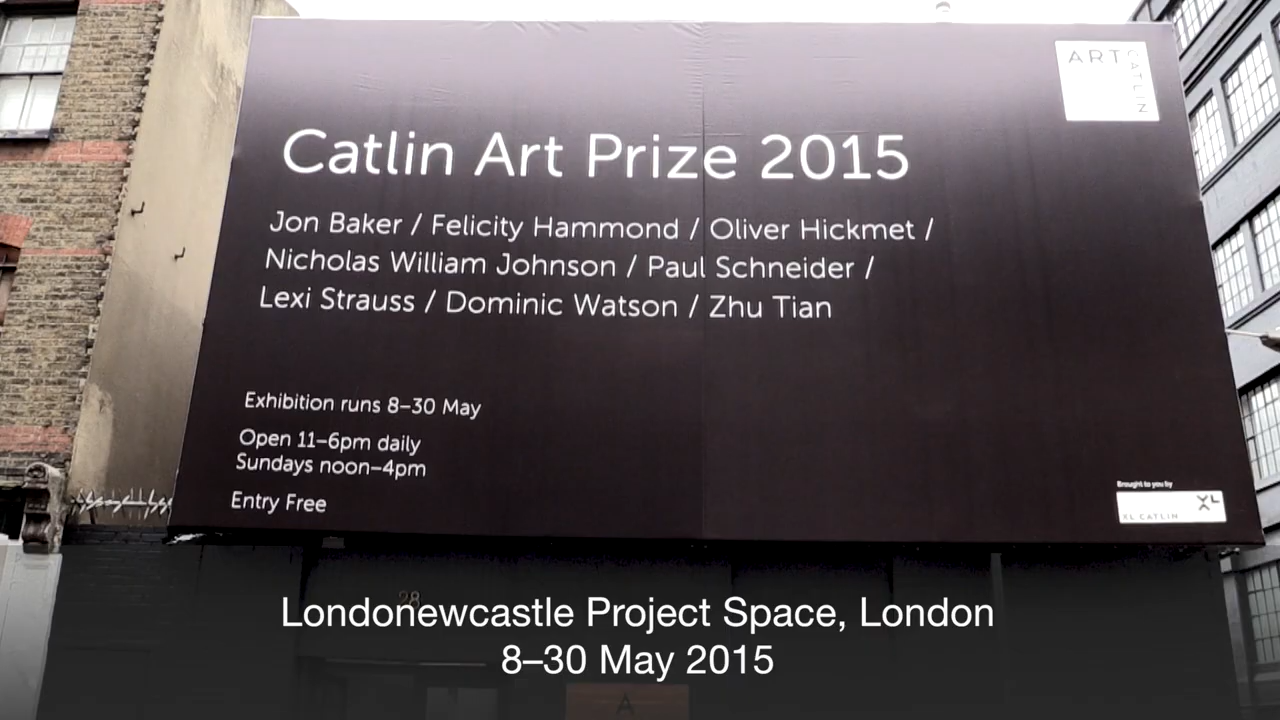 ART
CATLIN
Catlin Art Prize 2015
Jon Baker / Felicity Hammond / Oliver Hickmet /
Nicholas William Johnson / Paul Schneider /
Lexi Strauss / Dominic Watson / Zhu Tian
Exhibition runs 8–30 May
Open 11–6pm daily
Sundays noon–4pm
Entry Free
Brought to you by
XL
XL CATLIN
28
Londonewcastle Project Space, London
8–30 May 2015
A